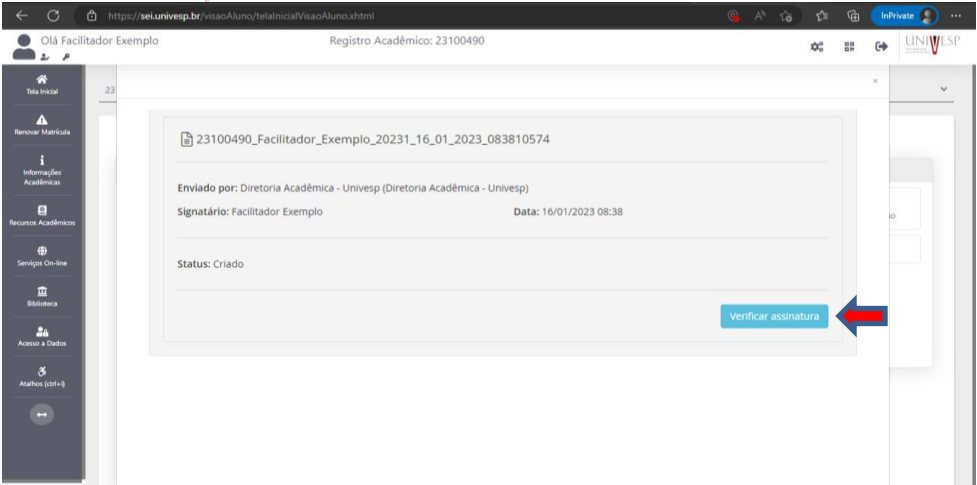 https://sei.univesp.br/visaoAluno/telaInicialVisaoAluno.xhtml
InPrivate
Olá Facilitador Exemplo
Registro Acadêmico: 23100490
UNIVESP
Tela Inicial
23
Renovar Matrícula
Informações
Acadêmicas
Recursos Acadêmicos
Serviços On-line
Biblioteca
Acesso a Dados
Atalhos (ctrl+i)
×
23100490_Facilitador_Exemplo_20231_16_01_2023_083810574
Enviado por: Diretoria Acadêmica - Univesp (Diretoria Acadêmica - Univesp)
Signatário: Facilitador Exemplo
Data: 16/01/2023 08:38
Status: Criado
Verificar assinatura